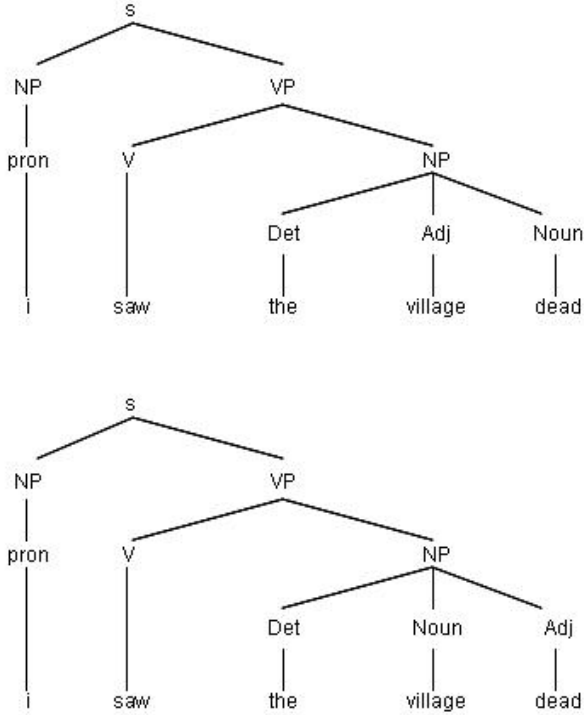 s
NP VP
pron V NP
Det Adj Noun
i saw the village dead
s
NP VP
pron V NP
Det Noun Adj
i saw the village dead